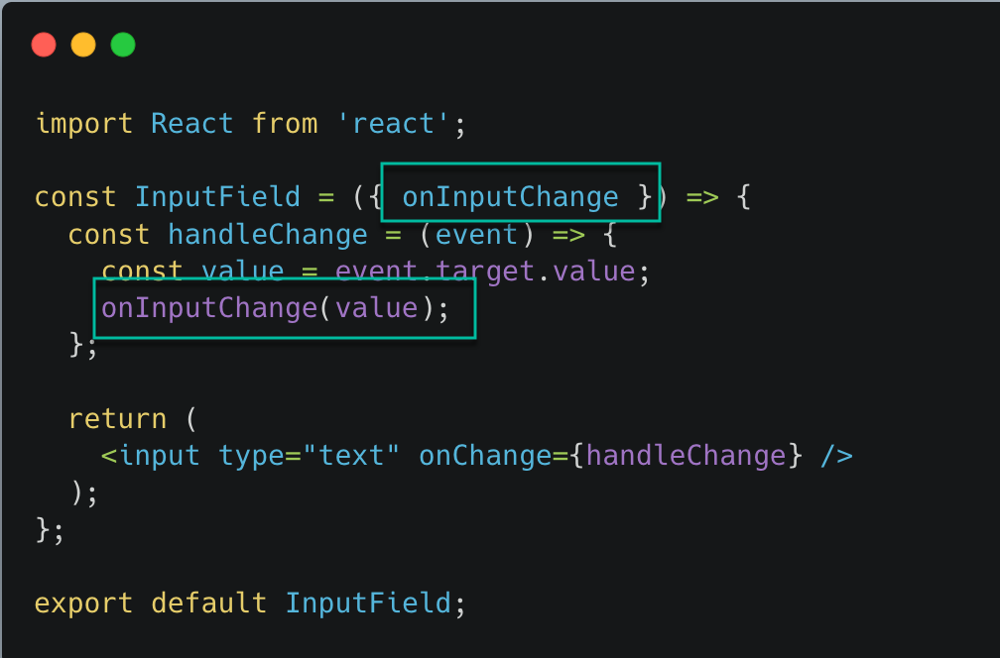 import React from 'react';
const InputField = ({ onInputChange }) => {
const handleChange = (event) => {
const value = event.target.value;
onInputChange(value);
};
return (
<input type="text" onChange={handleChange} />
);
};
export default InputField;